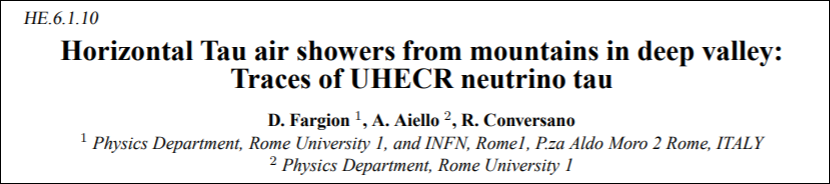 HE.6.1.10
Horizontal Tau air showers from mountains in deep valley:
Traces of UHECR neutrino tau
D. Fargion 1, A. Aiello 2, R. Conversano
1 Physics Department, Rome University 1, and INFN, Rome1, P.za Aldo Moro 2 Rome, ITALY
2 Physics Department, Rome University 1